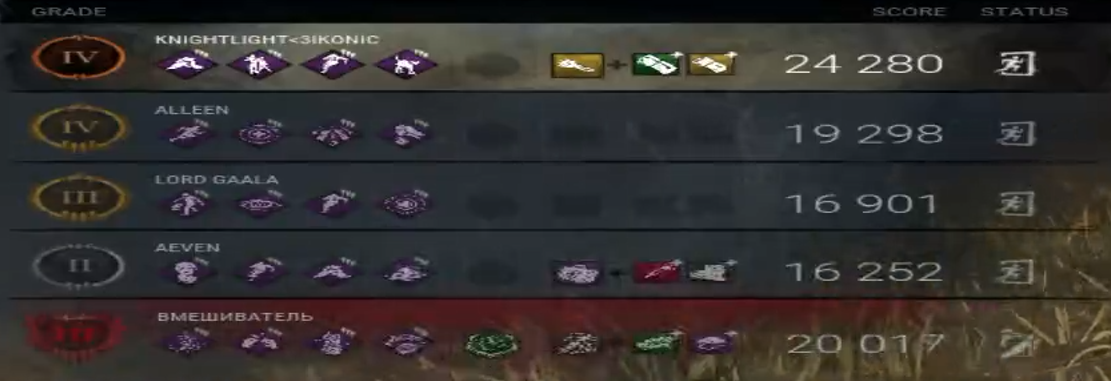 GRADE SCORE STATUS
IV KNIGHTLIGHT<3IKONIC 24 280
IV ALLEEN 19 298
III LORD GAALA 16 901
II AEVEN 16 252
ВМЕШИВАТЕЛЬ 20 017